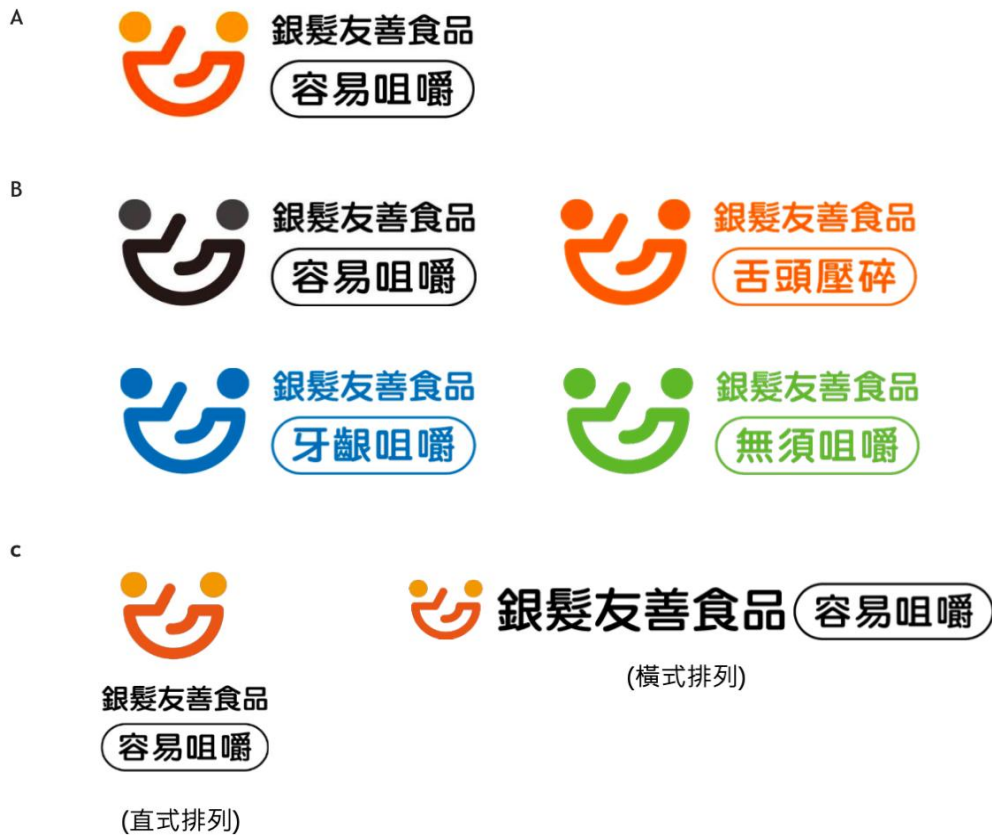 A
銀髮友善食品
容易咀嚼
B
銀髮友善食品
容易咀嚼
銀髮友善食品
舌頭壓碎
銀髮友善食品
牙齦咀嚼
銀髮友善食品
無須咀嚼
c
銀髮友善食品
容易咀嚼
(直式排列)
銀髮友善食品 容易咀嚼
(橫式排列)